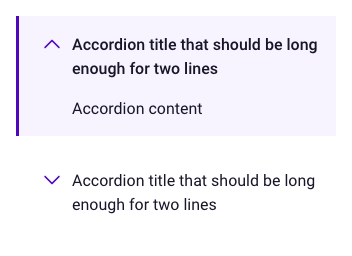 Accordion title that should be long
enough for two lines
Accordion content
Accordion title that should be long
enough for two lines